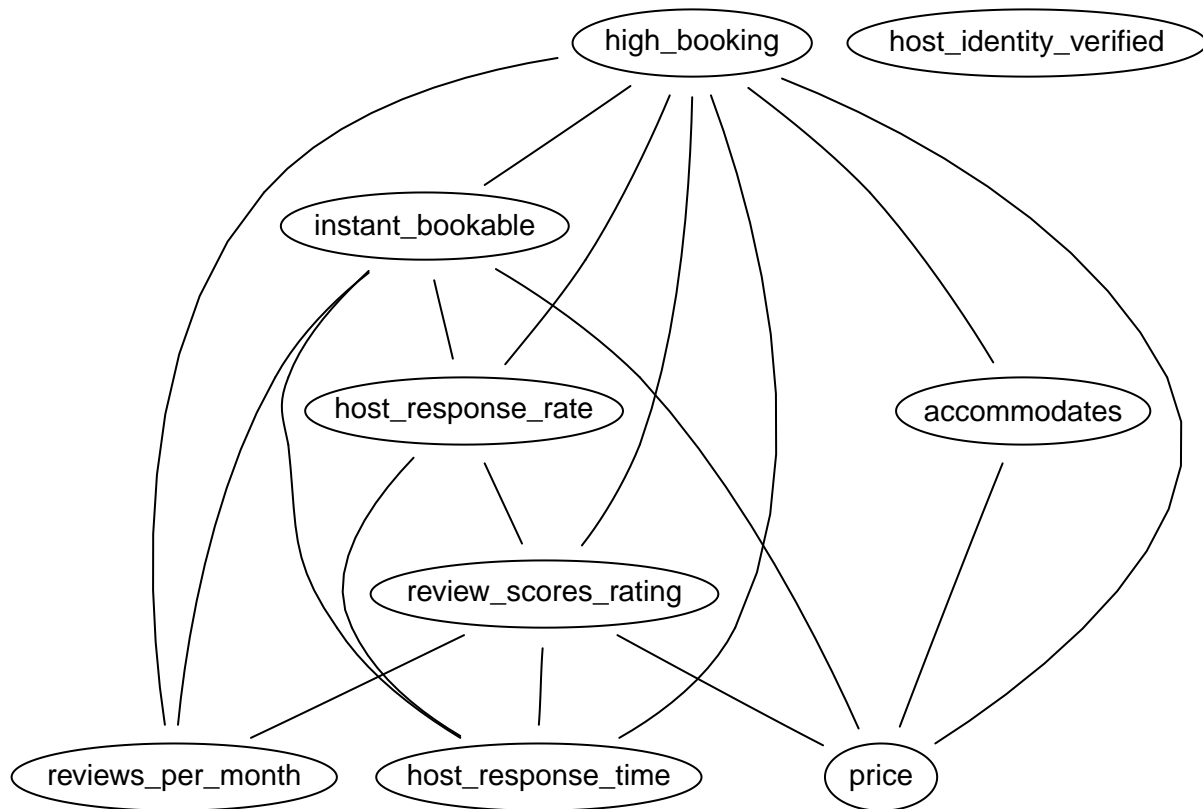 high_booking
host_identity_verified
instant_bookable
host_response_rate
accommodates
review_scores_rating
reviews_per_month
host_response_time
price